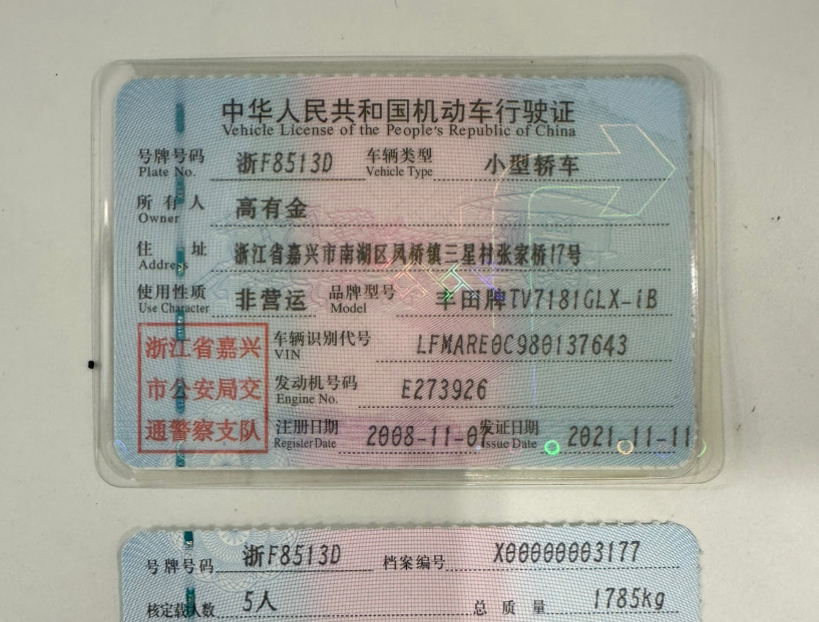 中华人民共和国机动车行驶证
Vehicle License of the People's Republic of China
号牌号码 浙F8513D 车辆类型 小型轿车
Plate No. Vehicle Type
所有人 高有金
Owner
住址 浙江省嘉兴市南湖区凤桥镇三星村张家桥17号
Address
使用性质 非营运 品牌型号 丰田牌TV7181GLX-iB
Use Character Model
浙江省嘉兴 车辆识别代号 LFMARE0C980137643
VIN
市公安局交 发动机号码 E273926
Engine No.
通警察支队 注册日期 2008-11-0 发证日期 2021-11-11
Register Date Issue Date
号牌号码 浙F8513D 档案编号 X00000003177
核定载人数 5人 总质量 1785kg